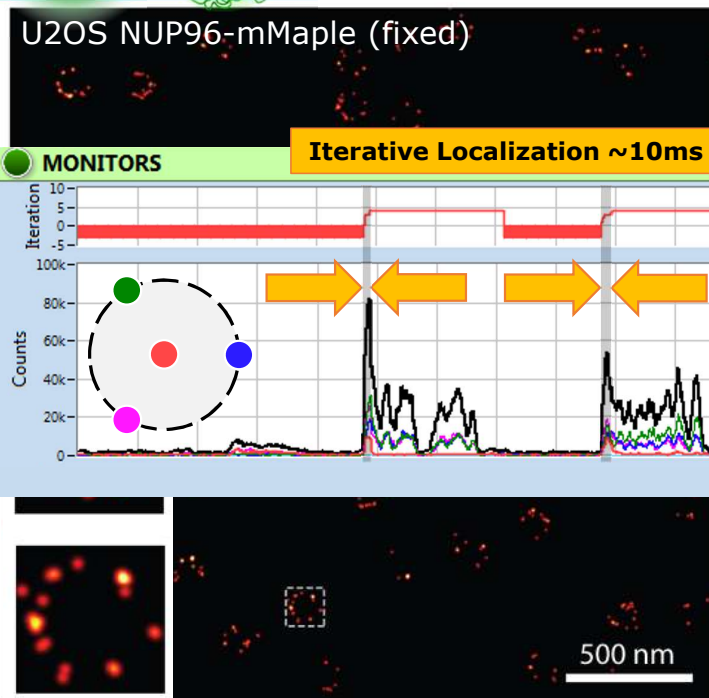 U2OS NUP96-mMaple (fixed)
Iterative Localization ~10ms
MONITORS
Iteration
10
5
0
-5
Counts
100k
80k
60k
40k
20k
0
500 nm